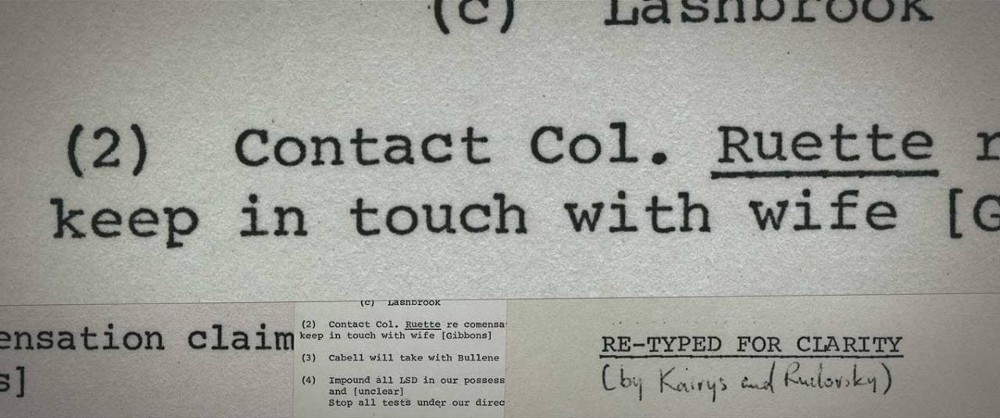 (c) Lashbrook
(2) Contact Col. Ruette r
keep in touch with wife [G
ensation claim
s]
(c) Lashbrook
(2) Contact Col. Ruette re comensa
keep in touch with wife [Gibbons]
(3) Cabell will take with Bullene
(4) Impound all LSD in our possess
and [unclear]
Stop all tests under our direc
RE-TYPED FOR CLARITY
(by Kairys and Rudovsky)